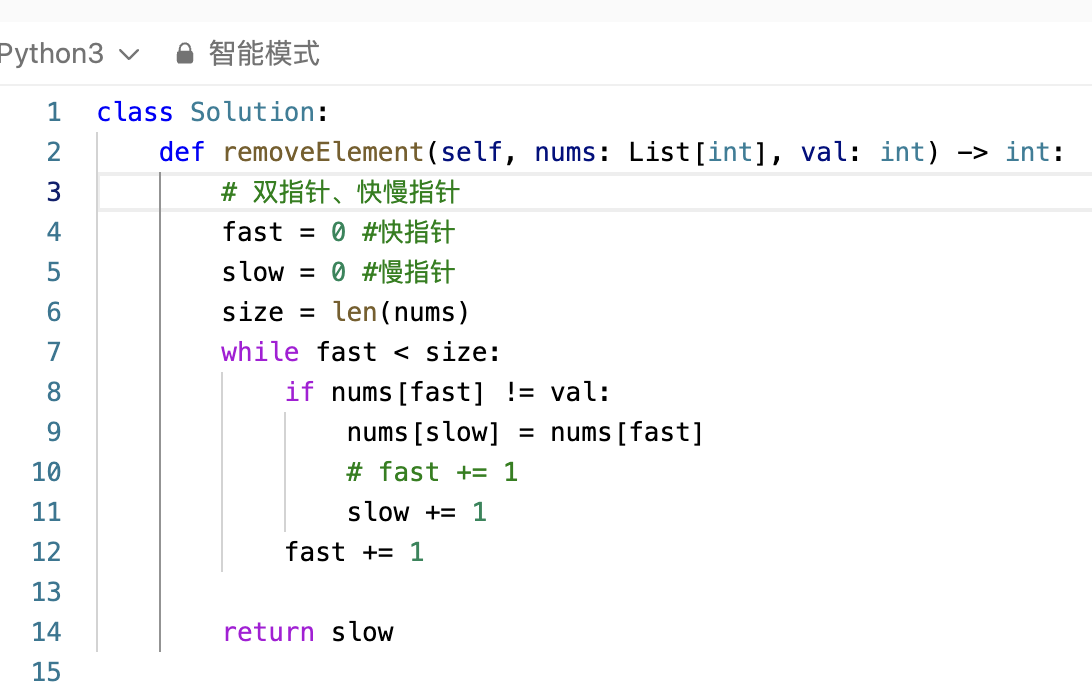 Python3 智能模式
1 class Solution:
2 def removeElement(self, nums: List[int], val: int) -> int:
3 # 双指针、快慢指针
4 fast = 0 #快指针
5 slow = 0 #慢指针
6 size = len(nums)
7 while fast < size:
8 if nums[fast] != val:
9 nums[slow] = nums[fast]
10 # fast += 1
11 slow += 1
12 fast += 1
13
14 return slow
15